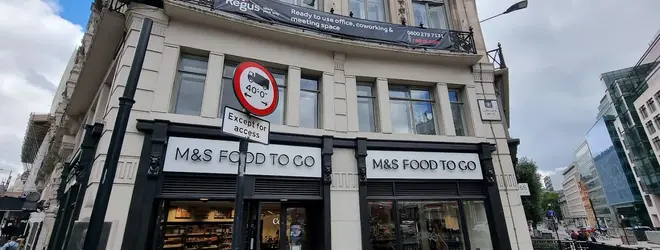 Regus
Ready to use office, coworking &
meeting space
0800 279 7131
40'-0"
Except for
access
M&S FOOD TO GO
M&S FOOD TO GO